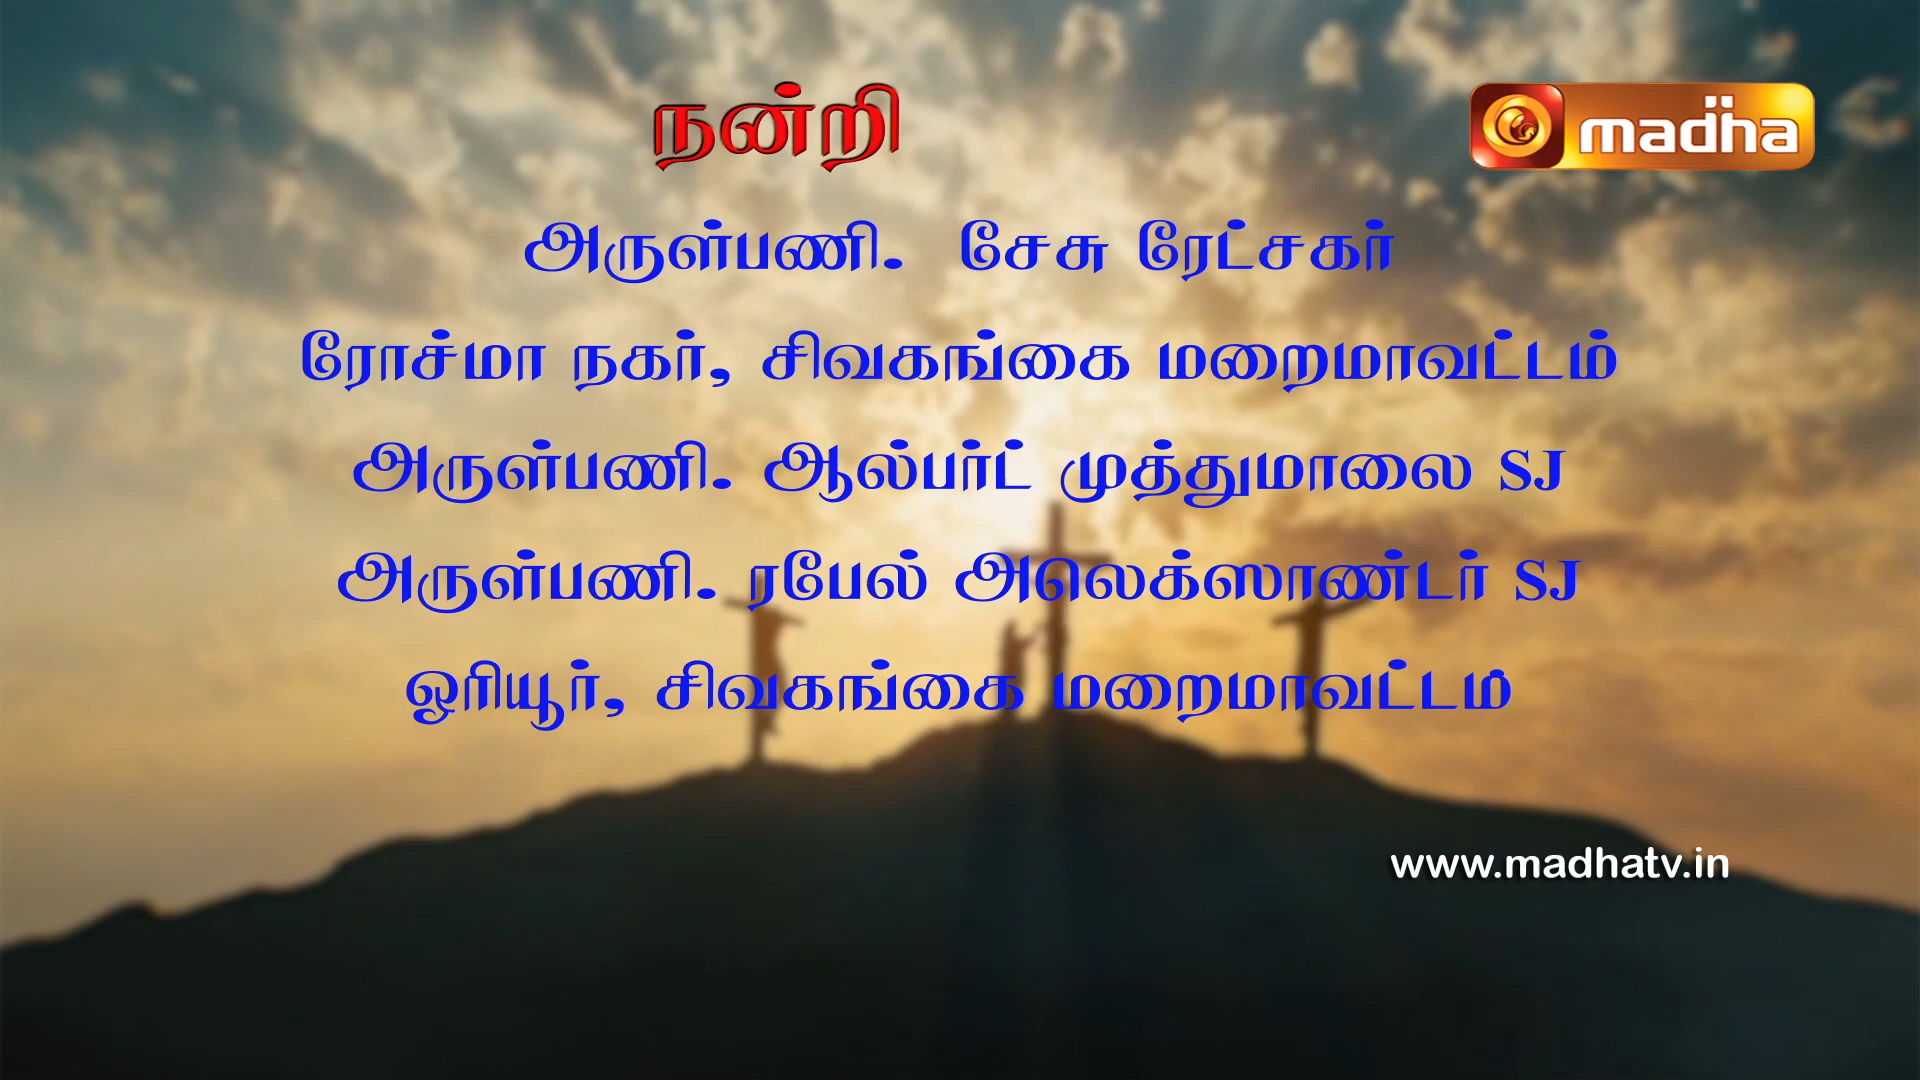 நன்றி
madha
அருள்பணி. சேசு ரேட்சகர்
ரோச்மா நகர், சிவகங்கை மறைமாவட்டம்
அருள்பணி. ஆல்பர்ட் முத்துமாலை SJ
அருள்பணி. ரபேல் அலெக்ஸாண்டர் SJ
ஓரியூர், சிவகங்கை மறைமாவட்டம்
www.madhatv.in